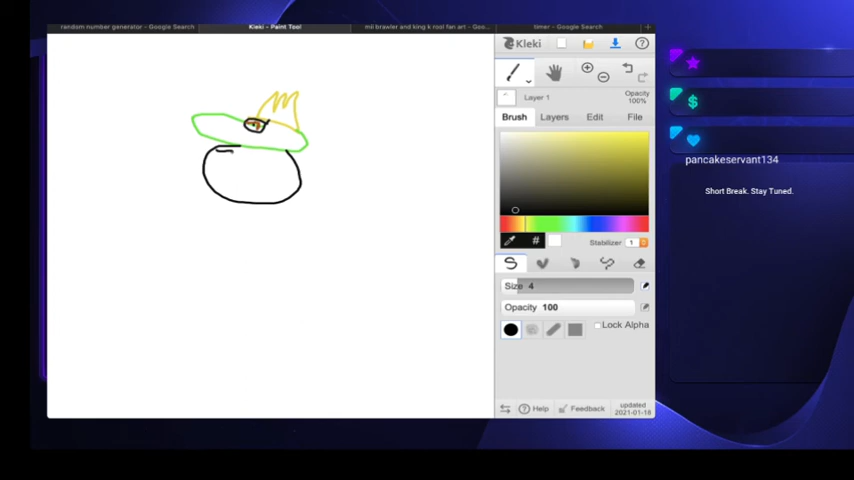 random number generator - Google Search
Kleki - Paint Tool
mii brawler and king k rool fan art - Goo...
timer - Google Search
Kleki
Layer 1
Opacity
100%
Brush
Layers
Edit
File
Stabilizer 1
Size 4
Opacity 100
Lock Alpha
Help
Feedback
updated
2021-01-18
pancakeservant134
Short Break. Stay Tuned.